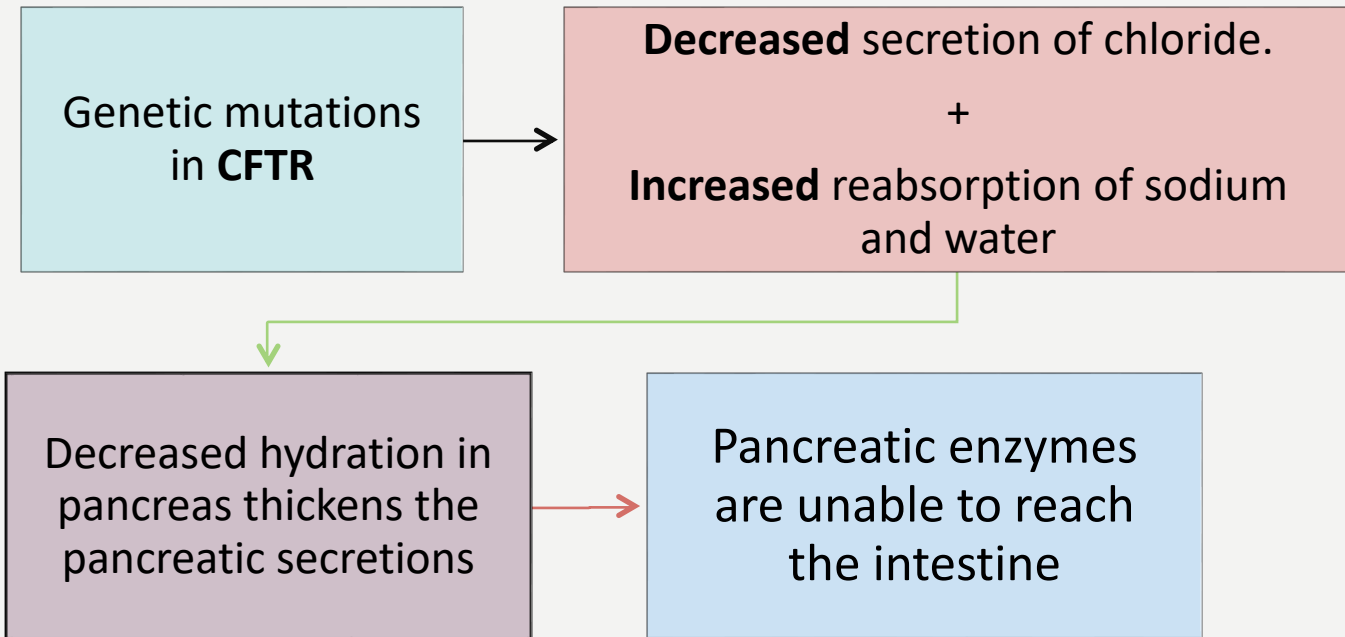 Genetic mutations
in CFTR
Decreased secretion of chloride.
+
Increased reabsorption of sodium
and water
Decreased hydration in
pancreas thickens the
pancreatic secretions
Pancreatic enzymes
are unable to reach
the intestine